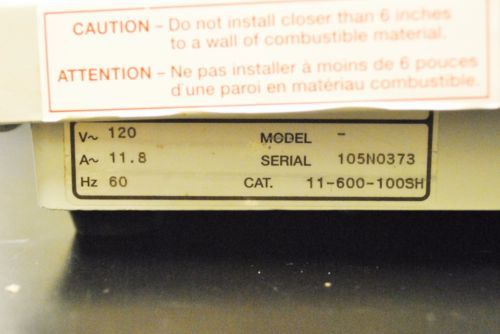 CAUTION – Do not install closer than 6 inches
to a wall of combustible material.
ATTENTION – Ne pas installer à moins de 6 pouces
d'une paroi en matériau combustible.
V~ 120 MODEL -
A~ 11.8 SERIAL 105N0373
Hz 60 CAT. 11-600-100SH